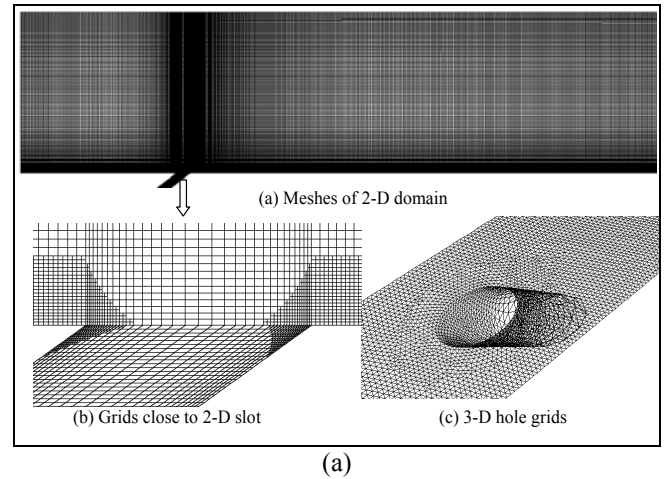 (a) Meshes of 2-D domain
(b) Grids close to 2-D slot
(c) 3-D hole grids
(a)